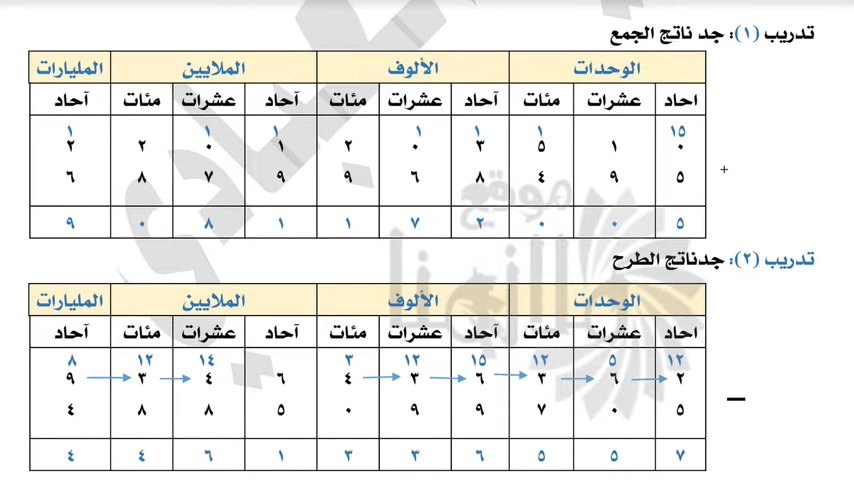 تدريب (١): جد ناتج الجمع
الوحدات الألوف الملايين المليارات
احاد عشرات مئات آحاد عشرات مئات آحاد عشرات مئات آحاد
١٥ ١ ١ ١ ١ ١ ١
٠ ١ ٥ ٣ ٠ ٢ ١ ٠ ٢ ٢
+
٥ ٩ ٤ ٨ ٦ ٩ ٩ ٧ ٨ ٦
٥ ٠ ٠ ٢ ٧ ١ ١ ٨ ٠ ٩
موقع
تدريب (٢): جدناتج الطرح
الوحدات الألوف الملايين المليارات
احاد عشرات مئات آحاد عشرات مئات آحاد عشرات مئات آحاد
١٢ ٥ ١٢ ١٥ ١٢ ٣ ١٤ ١٢ ٨
٢ ٦ ٣ ٦ ٣ ٤ ٦ ٤ ٣ ٩
−
٥ ٠ ٧ ٩ ٩ ٠ ٥ ٨ ٨ ٤
٧ ٥ ٥ ٦ ٣ ٣ ١ ٦ ٤ ٤